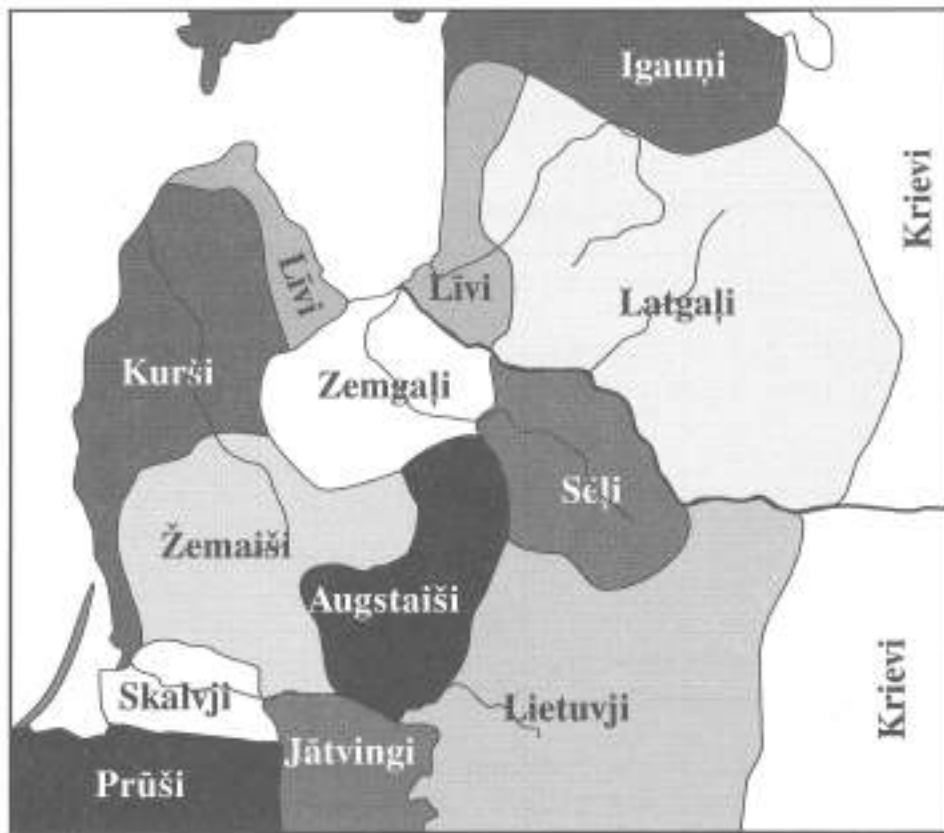 Igauņi
Krievi
Līvi
Līvi
Latgaļi
Kurši
Zemgaļi
Sēļi
Žemaiši
Augstaiši
Krievi
Skalvji
Lietuvji
Jātvingi
Prūši